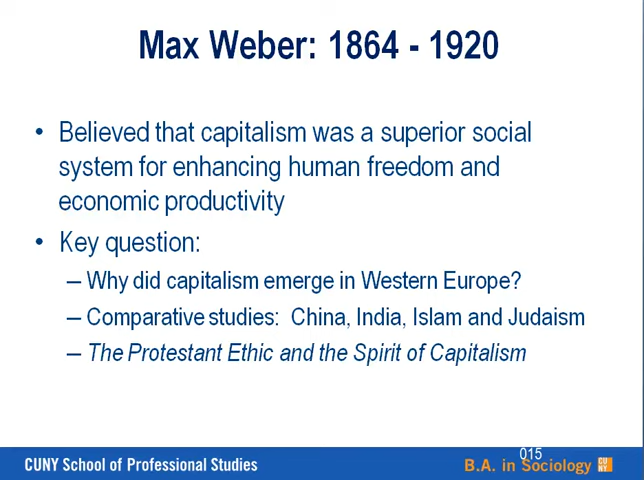 Max Weber: 1864 - 1920
• Believed that capitalism was a superior social
system for enhancing human freedom and
economic productivity
• Key question:
– Why did capitalism emerge in Western Europe?
– Comparative studies:  China, India, Islam and Judaism
– The Protestant Ethic and the Spirit of Capitalism
015
CUNY School of Professional Studies
B.A. in Sociology
CU
NY